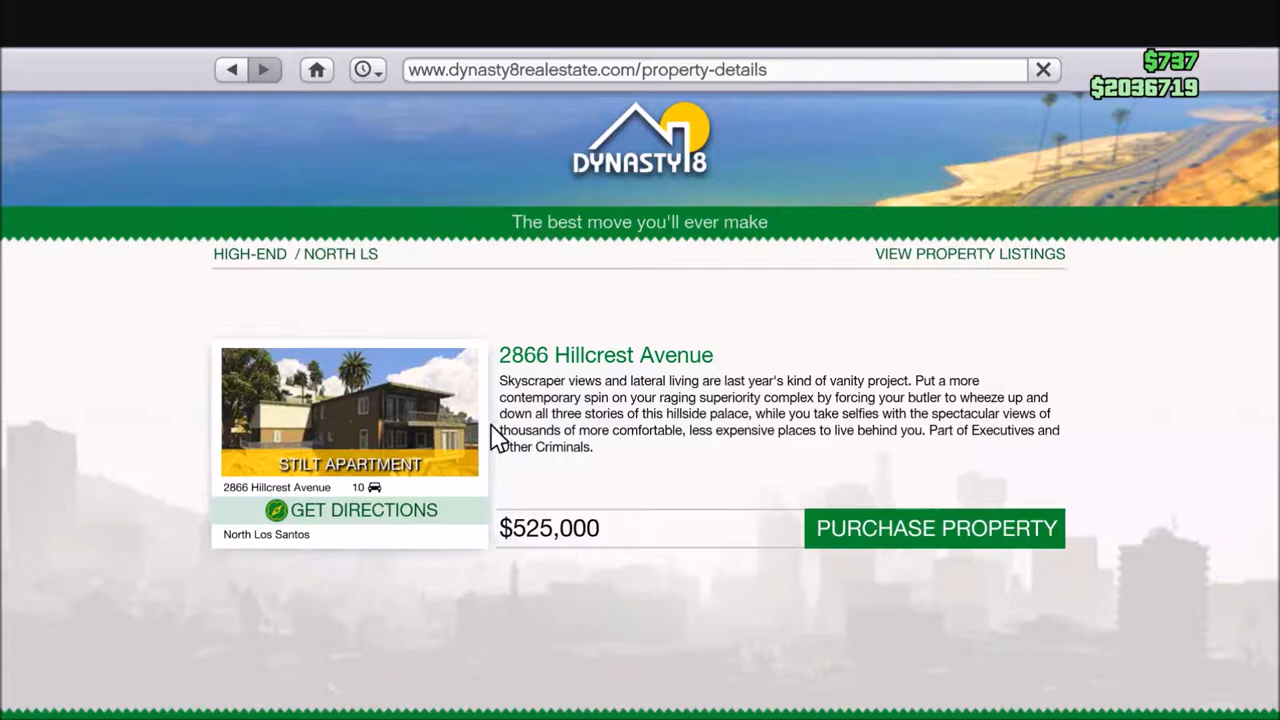 www.dynasty8realestate.com/property-details
$737
$2036719
DYNASTY 8
The best move you'll ever make
HIGH-END / NORTH LS
VIEW PROPERTY LISTINGS
2866 Hillcrest Avenue
Skyscraper views and lateral living are last year's kind of vanity project. Put a more
contemporary spin on your raging superiority complex by forcing your butler to wheeze up and
down all three stories of this hillside palace, while you take selfies with the spectacular views of
thousands of more comfortable, less expensive places to live behind you. Part of Executives and
Other Criminals.
STILT APARTMENT
2866 Hillcrest Avenue 10
GET DIRECTIONS
North Los Santos
$525,000
PURCHASE PROPERTY